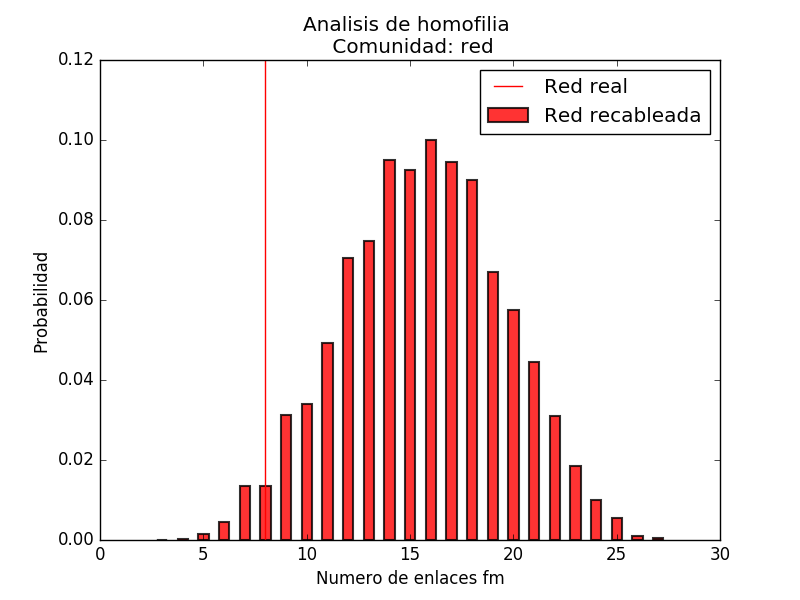 Analisis de homofilia
Comunidad: red
0.12
0.10
0.08
0.06
0.04
0.02
0.00
Probabilidad
Red real
Red recableada
0
5
10
15
20
25
30
Numero de enlaces fm